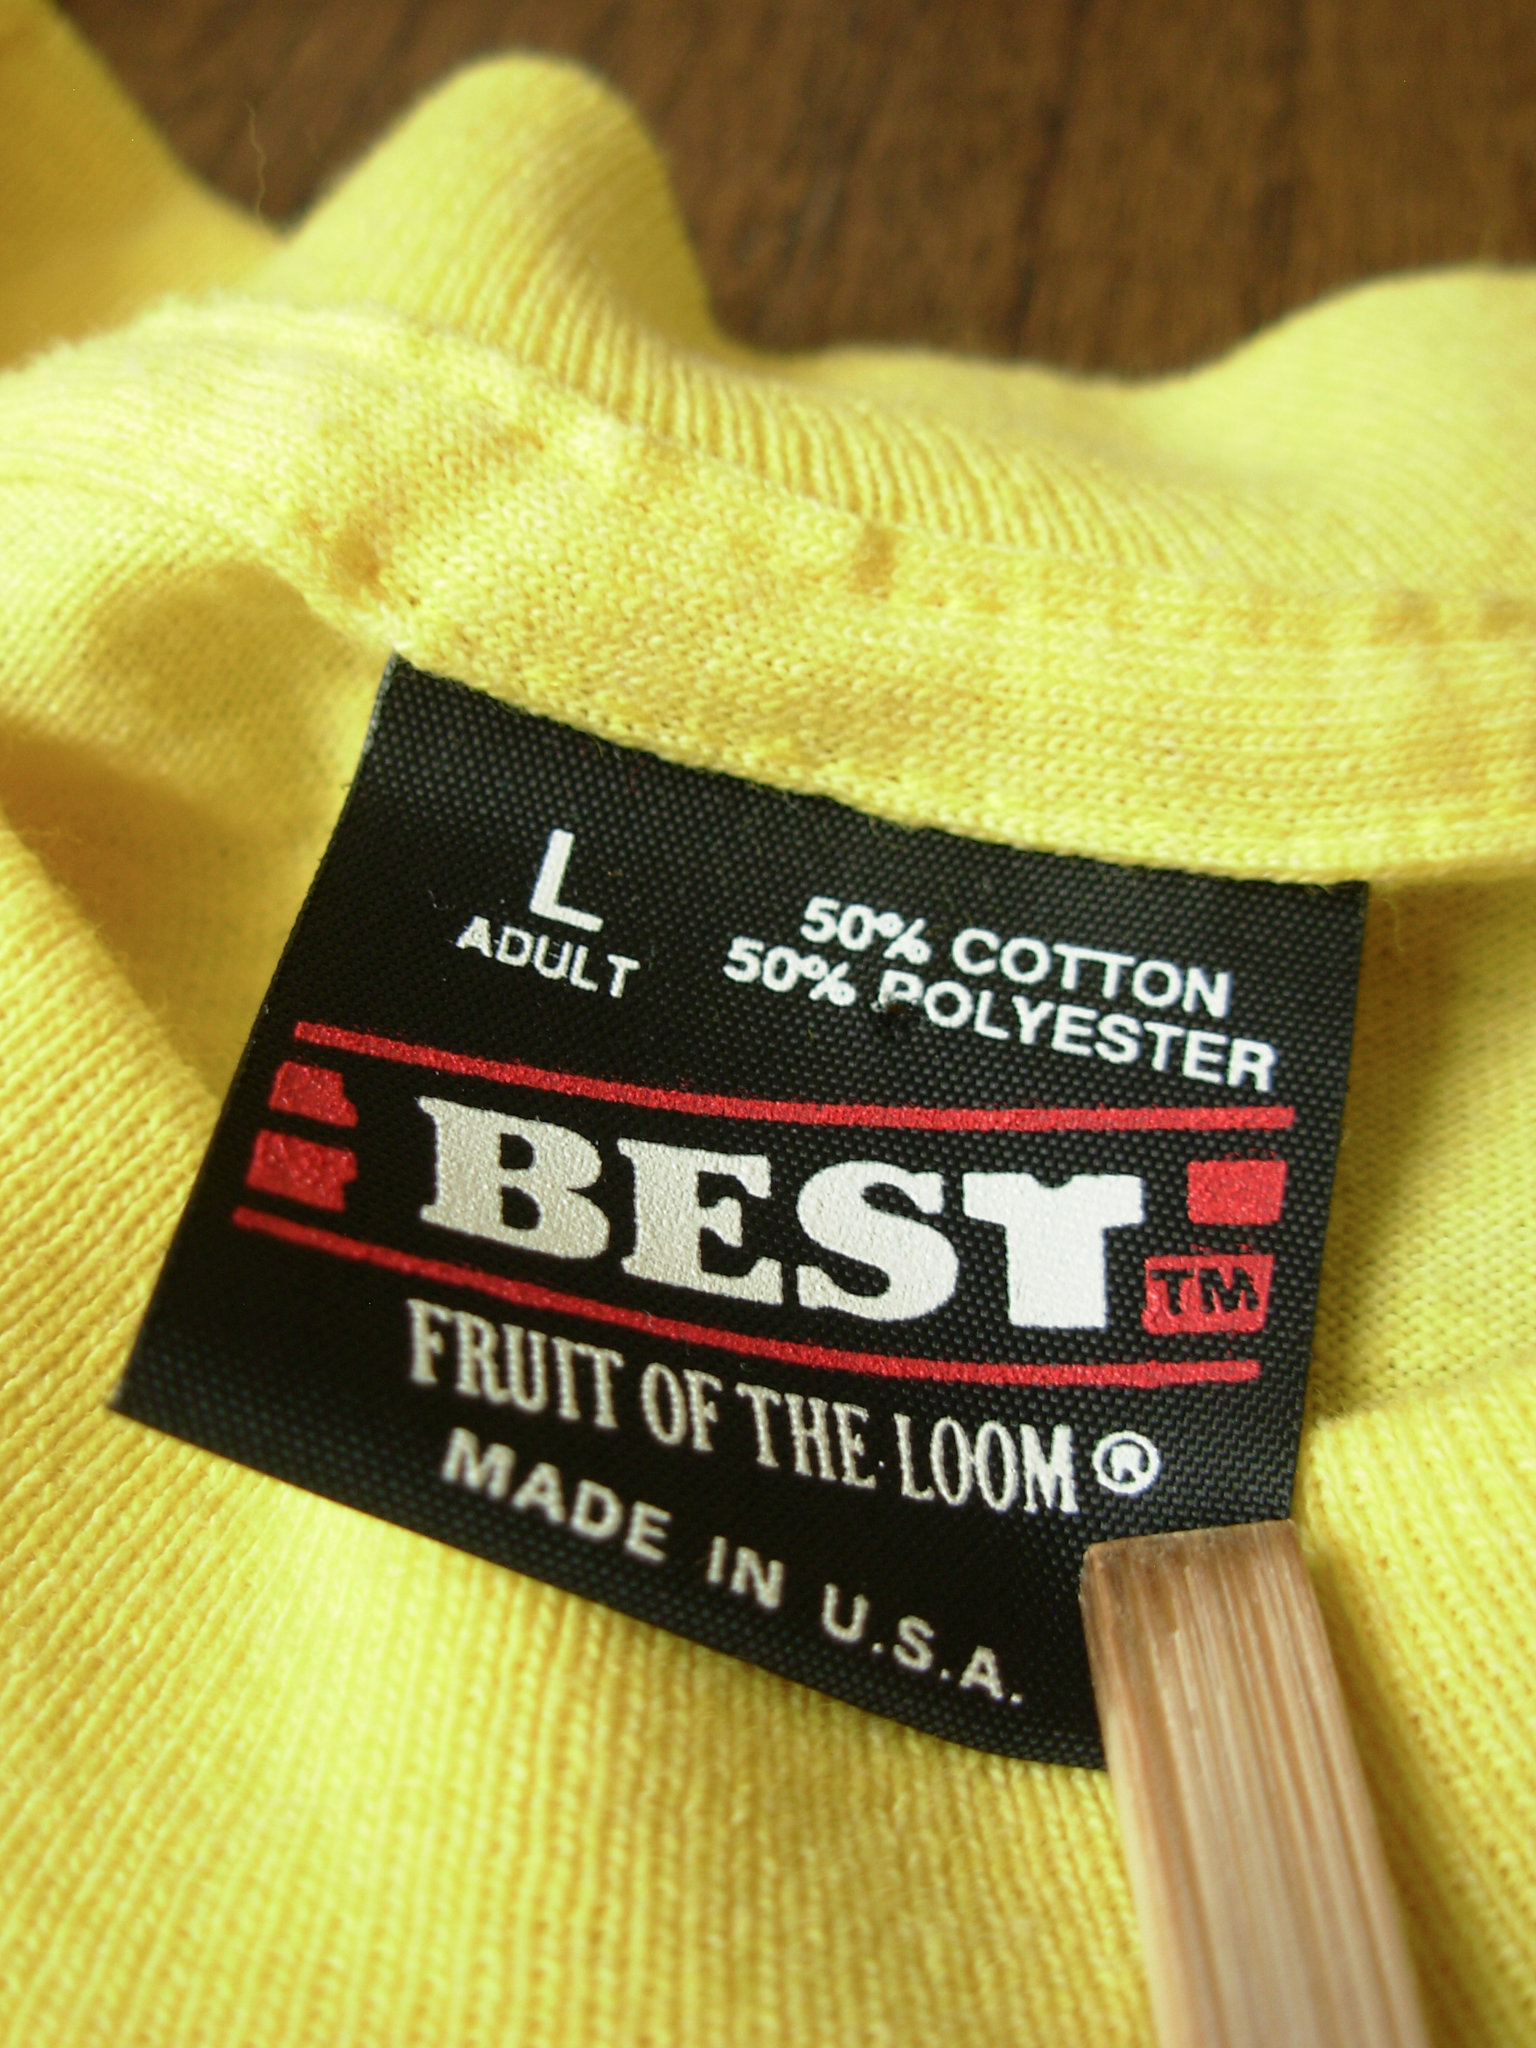 L
ADULT
50% COTTON
50% POLYESTER
BEST
TM
FRUIT OF THE LOOM®
MADE IN U.S.A.